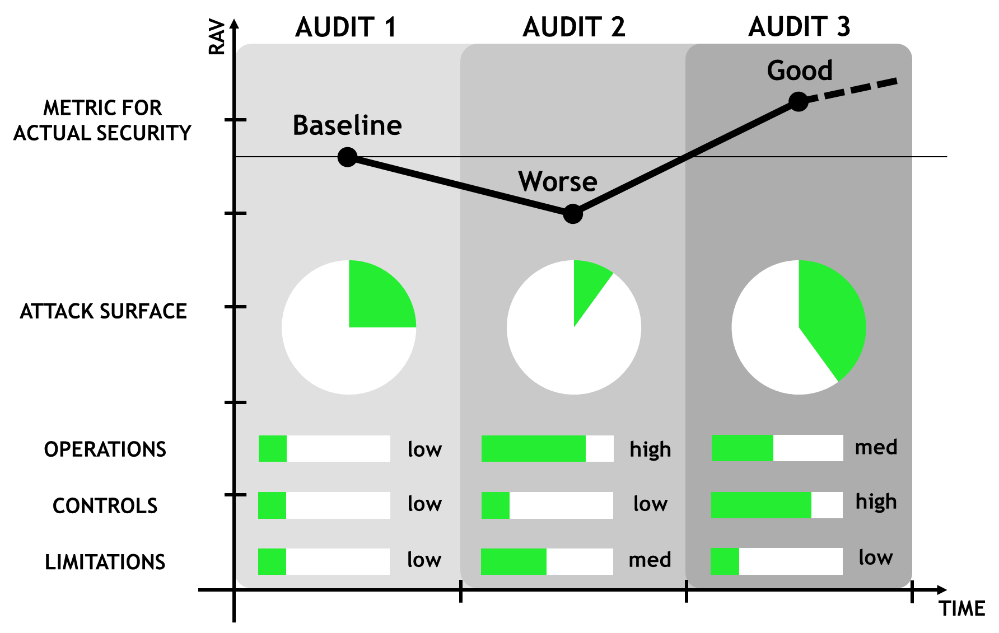 AUDIT 1
AUDIT 2
AUDIT 3
RAV
METRIC FOR
ACTUAL SECURITY
Baseline
Worse
Good
ATTACK SURFACE
OPERATIONS
low
high
med
CONTROLS
low
low
high
LIMITATIONS
low
med
low
TIME